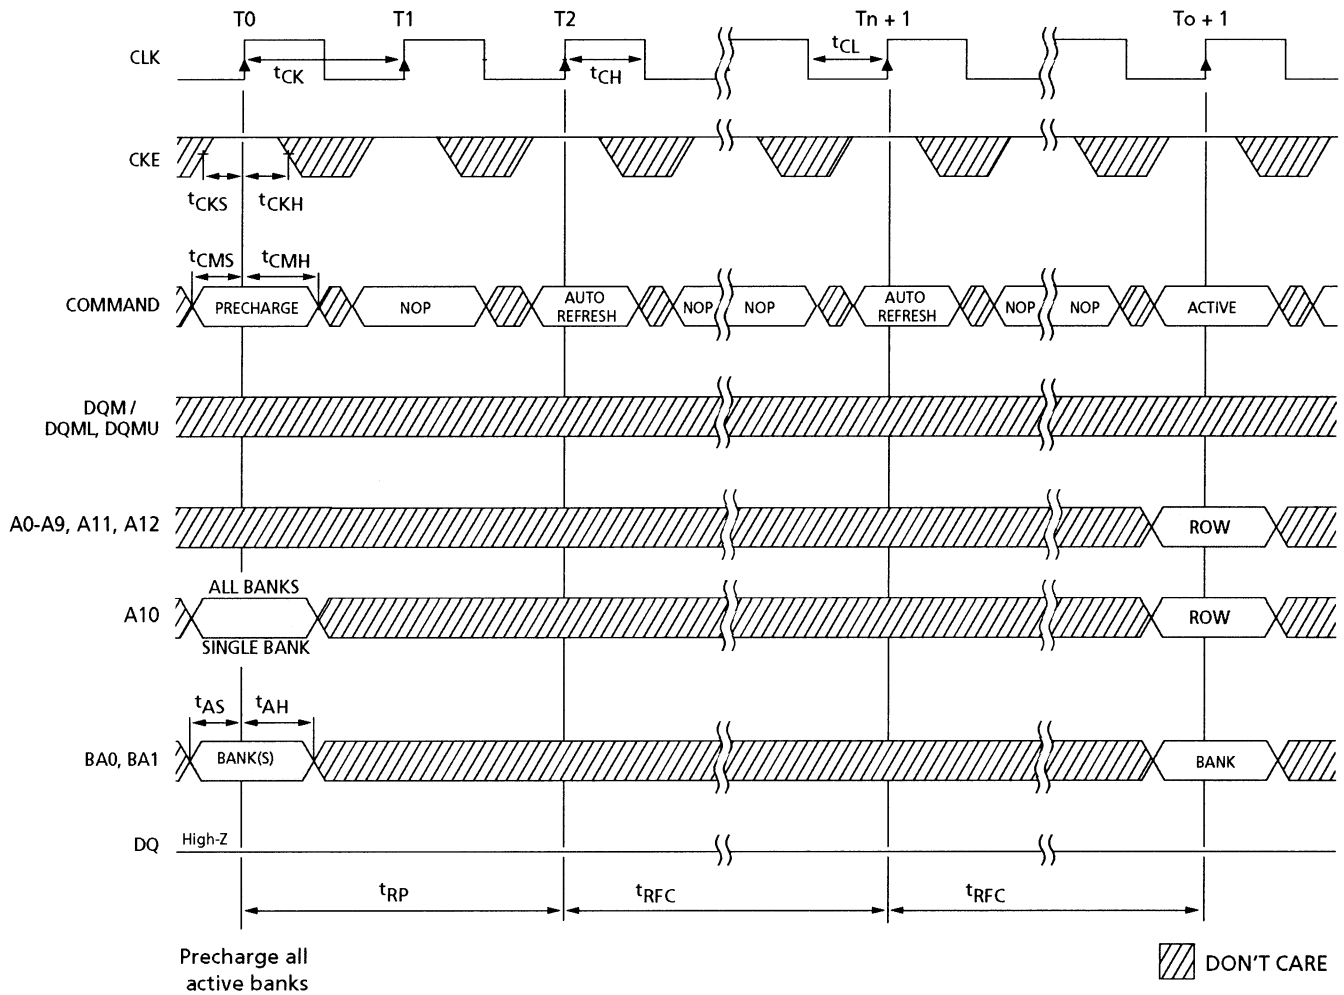 T0 T1 T2 Tn + 1 To + 1
CLK
tCK tCH tCL
CKE
tCKS tCKH
tCMS tCMH
COMMAND PRECHARGE NOP AUTO REFRESH NOP NOP AUTO REFRESH NOP NOP ACTIVE
DQM /
DQML, DQMU
A0-A9, A11, A12 ROW
ALL BANKS
A10 ROW
SINGLE BANK
tAS tAH
BA0, BA1 BANK(S) BANK
DQ High-Z
tRP tRFC tRFC
Precharge all
active banks
DON'T CARE